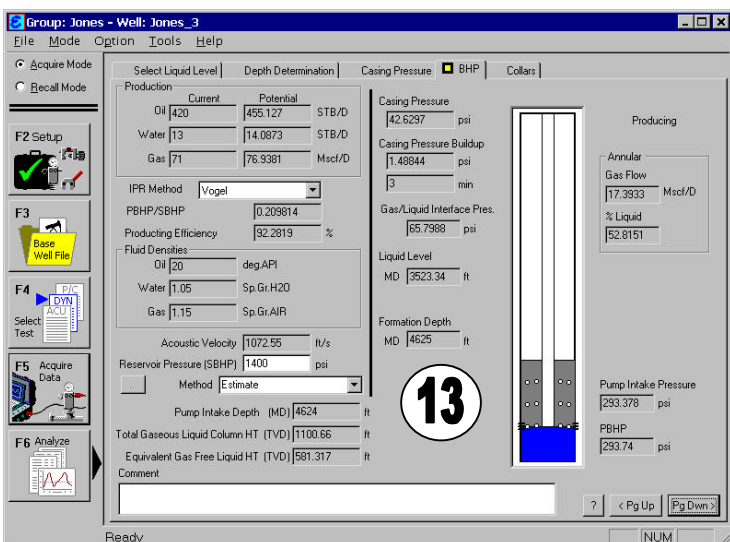 Group: Jones - Well: Jones_3
File Mode Option Tools Help
Acquire Mode
Recall Mode
F2 Setup
F3
Base
Well File
F4
P/C
DYN
ACU
Select
Test
F5 Acquire
Data
F6 Analyze
Select Liquid Level
Depth Determination
Casing Pressure
BHP
Collars
Production
Current Potential
Oil 420 455.127 STB/D
Water 13 14.0873 STB/D
Gas 71 76.9381 Mscf/D
IPR Method Vogel
PBHP/SBHP 0.209814
Producting Efficiency 92.2819 %
Fluid Densities
Oil 20 deg.API
Water 1.05 Sp.Gr.H2O
Gas 1.15 Sp.Gr.AIR
Acoustic Velocity 1072.55 ft/s
Reservoir Pressure (SBHP) 1400 psi
... Method Estimate
Pump Intake Depth (MD) 4624 ft
Total Gaseous Liquid Column HT (TVD) 1100.66 ft
Equivalent Gas Free Liquid HT (TVD) 581.317 ft
Comment
Casing Pressure
42.6297 psi
Casing Pressure Buildup
1.48844 psi
3 min
Gas/Liquid Interface Pres.
65.7988 psi
Liquid Level
MD 3523.34 ft
Formation Depth
MD 4625 ft
13
Producing
Annular
Gas Flow
17.3933 Mscf/D
% Liquid
52.8151
Pump Intake Pressure
293.378 psi
PBHP
293.74 psi
? < Pg Up Pg Dwn >
Ready
NUM